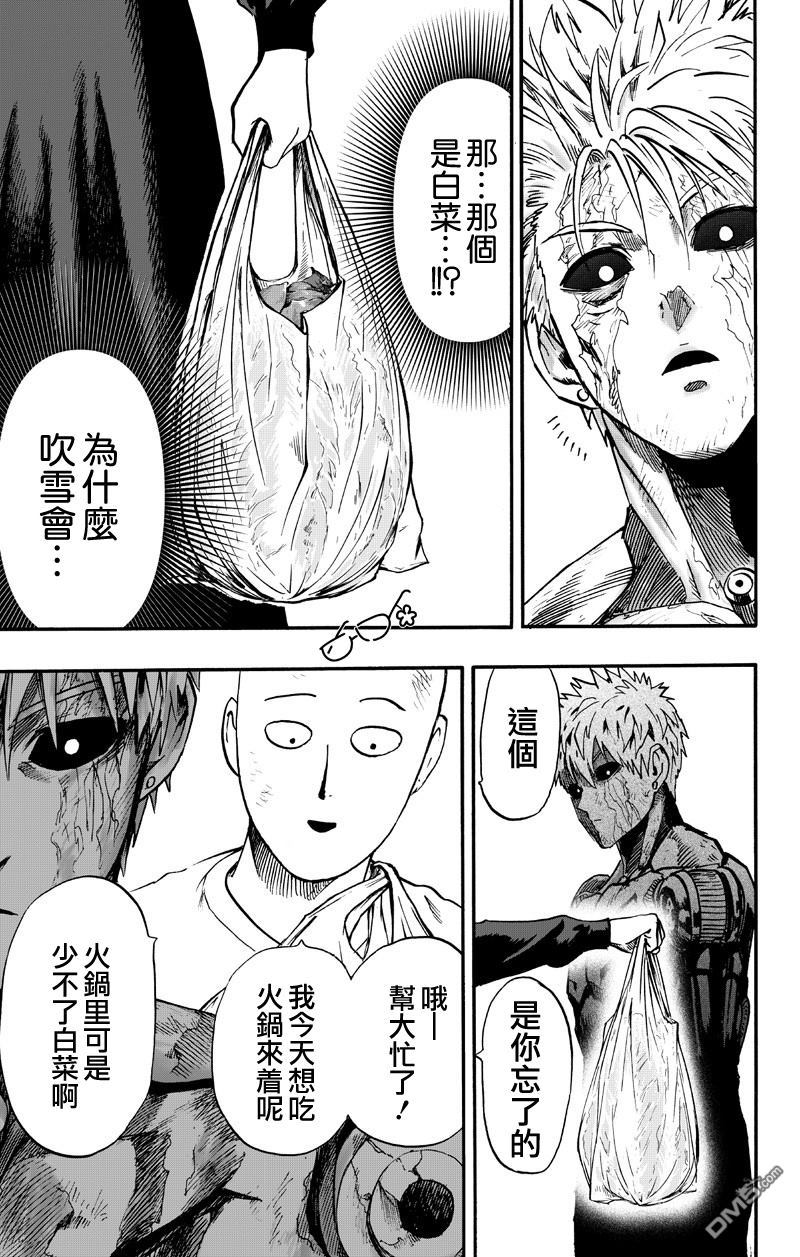 那…那個
是白菜…!!?
為什麼
吹雪會…
這個
是你忘了的
哦—
幫大忙了!
我今天想吃
火鍋來着呢
火鍋里可是
少不了白菜啊
DM5.com